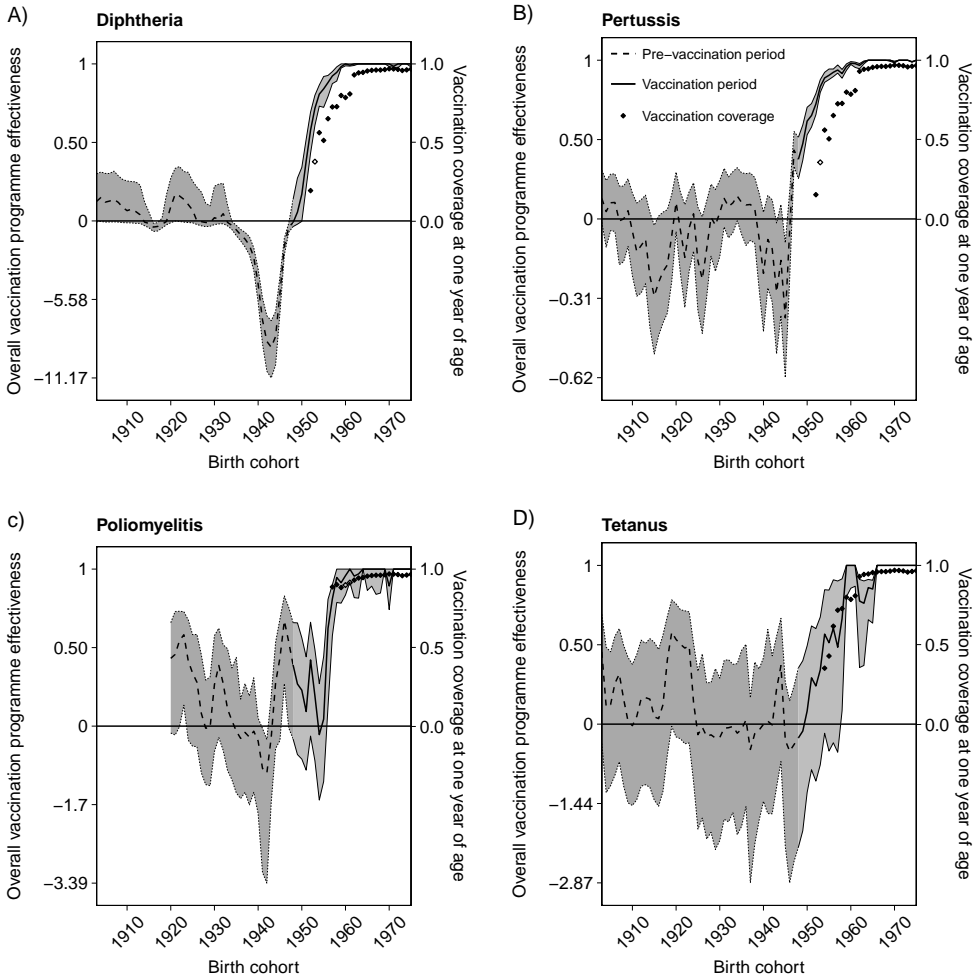 A)
Diphtheria
Overall vaccination programme effectiveness
1
0.50
0
−5.58
−11.17
1.0
0.5
0.0
Vaccination coverage at one year of age
1910
1920
1930
1940
1950
1960
1970
Birth cohort
B)
Pertussis
Overall vaccination programme effectiveness
1
0.50
0
−0.31
−0.62
Pre−vaccination period
Vaccination period
Vaccination coverage
1.0
0.5
0.0
Vaccination coverage at one year of age
1910
1920
1930
1940
1950
1960
1970
Birth cohort
c)
Poliomyelitis
Overall vaccination programme effectiveness
1
0.50
0
−1.7
−3.39
1.0
0.5
0.0
Vaccination coverage at one year of age
1910
1920
1930
1940
1950
1960
1970
Birth cohort
D)
Tetanus
Overall vaccination programme effectiveness
1
0.50
0
−1.44
−2.87
1.0
0.5
0.0
Vaccination coverage at one year of age
1910
1920
1930
1940
1950
1960
1970
Birth cohort